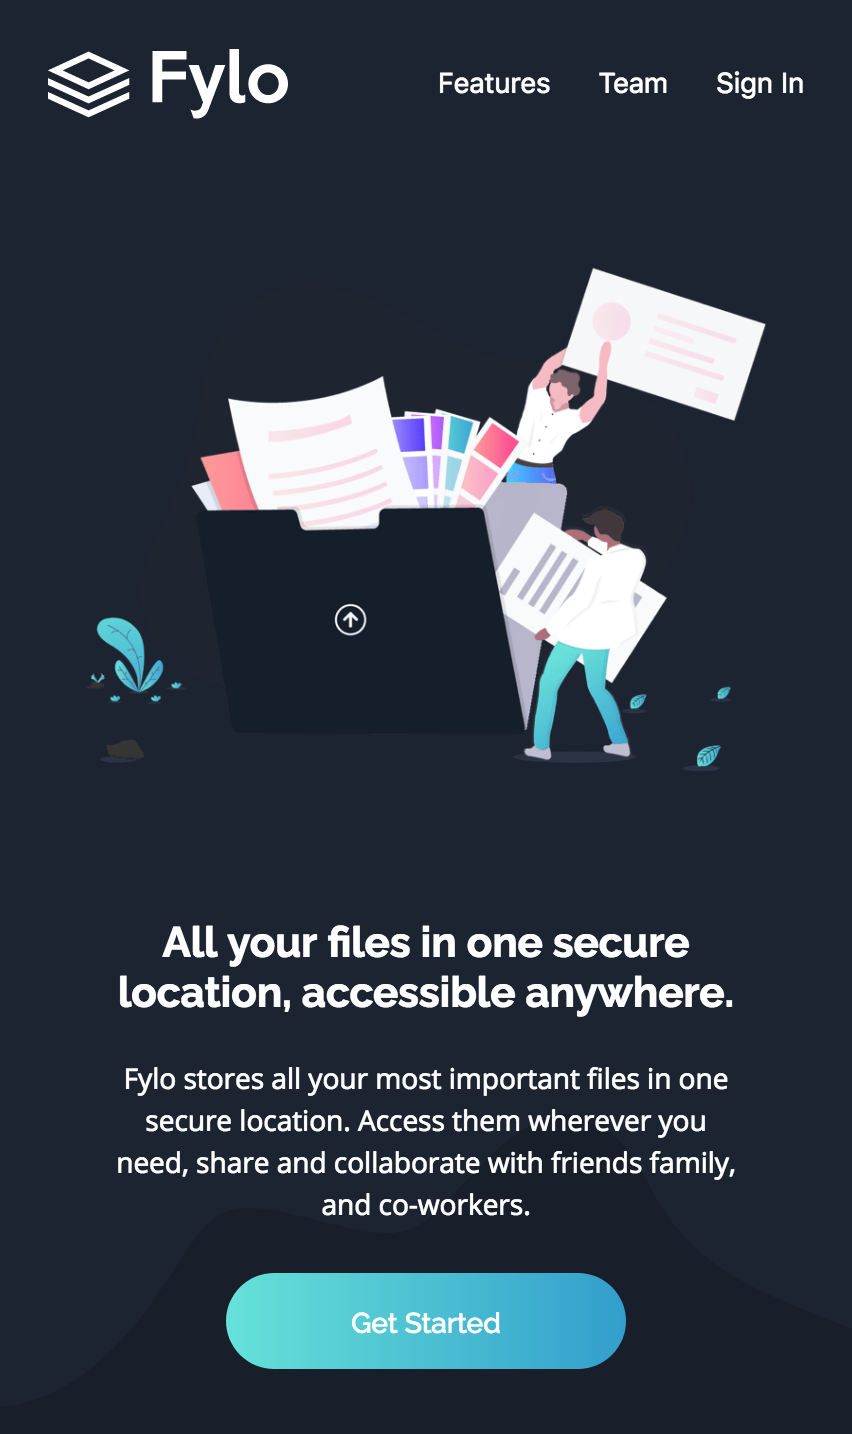 Fylo
Features
Team
Sign In
All your files in one secure
location, accessible anywhere.
Fylo stores all your most important files in one
secure location. Access them wherever you
need, share and collaborate with friends family,
and co-workers.
Get Started